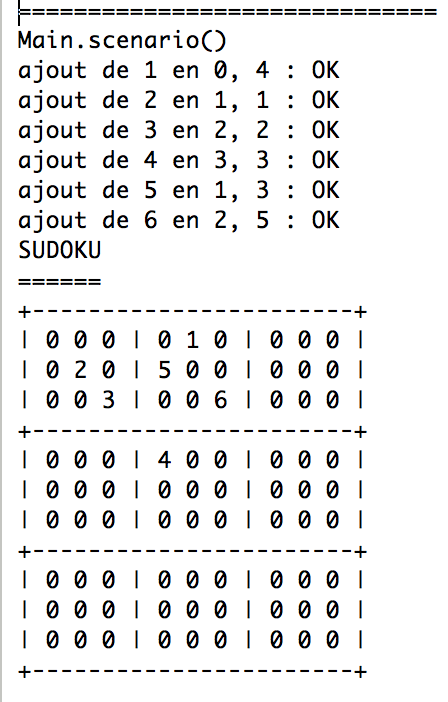 ==============================
Main.scenario()
ajout de 1 en 0, 4 : OK
ajout de 2 en 1, 1 : OK
ajout de 3 en 2, 2 : OK
ajout de 4 en 3, 3 : OK
ajout de 5 en 1, 3 : OK
ajout de 6 en 2, 5 : OK
SUDOKU
======
+-----------------------+
| 0 0 0 | 0 1 0 | 0 0 0 |
| 0 2 0 | 5 0 0 | 0 0 0 |
| 0 0 3 | 0 0 6 | 0 0 0 |
+-----------------------+
| 0 0 0 | 4 0 0 | 0 0 0 |
| 0 0 0 | 0 0 0 | 0 0 0 |
| 0 0 0 | 0 0 0 | 0 0 0 |
+-----------------------+
| 0 0 0 | 0 0 0 | 0 0 0 |
| 0 0 0 | 0 0 0 | 0 0 0 |
| 0 0 0 | 0 0 0 | 0 0 0 |
+-----------------------+